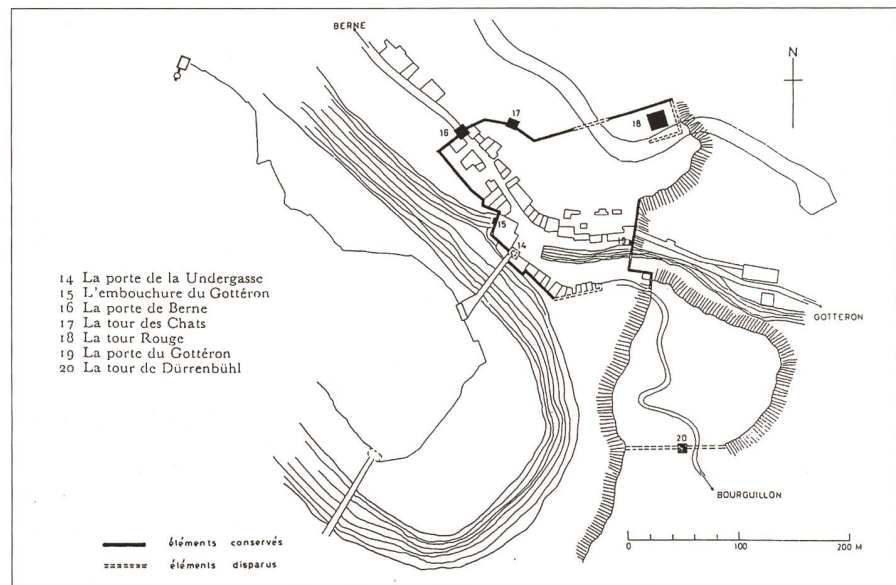 BERNE
N
17
18
16
15
14
19
14 La porte de la Undergasse
15 L'embouchure du Gottéron
16 La porte de Berne
17 La tour des Chats
18 La tour Rouge
19 La porte du Gottéron
20 La tour de Dürrenbühl
GOTTERON
20
BOURGUILLON
éléments conservés
éléments disparus
0 100 200 M